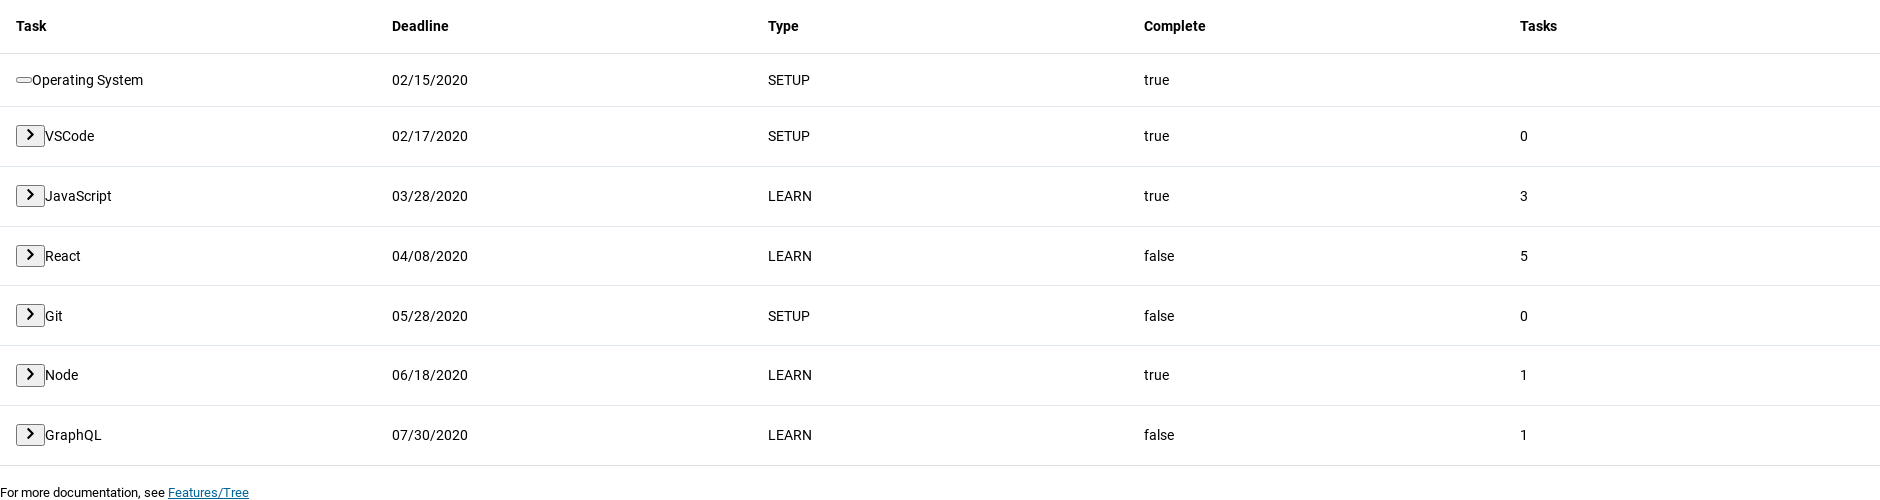 Task Deadline Type Complete Tasks
Operating System 02/15/2020 SETUP true
VSCode 02/17/2020 SETUP true 0
JavaScript 03/28/2020 LEARN true 3
React 04/08/2020 LEARN false 5
Git 05/28/2020 SETUP false 0
Node 06/18/2020 LEARN true 1
GraphQL 07/30/2020 LEARN false 1
For more documentation, see Features/Tree